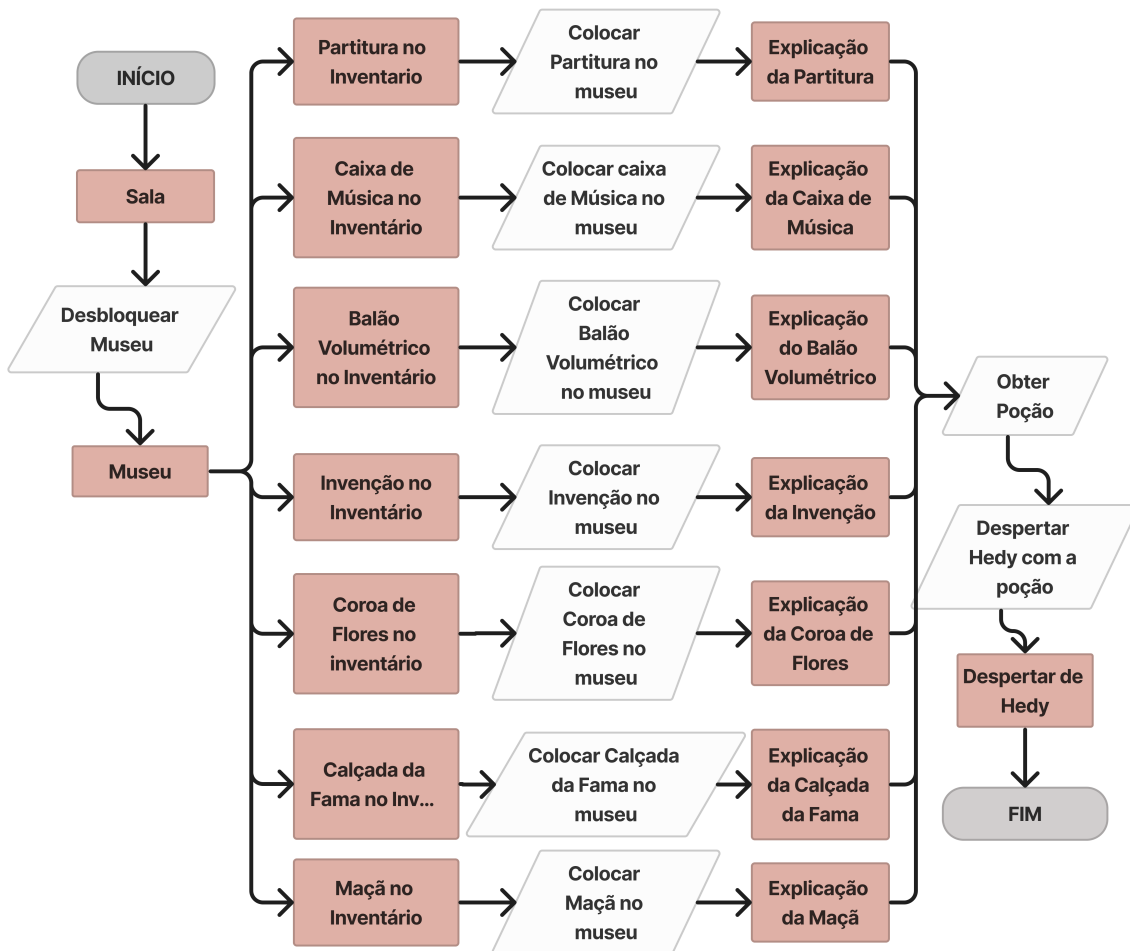 INÍCIO
Sala
Desbloquear
Museu
Museu
Partitura no
Inventario
Colocar
Partitura no
museu
Explicação
da Partitura
Caixa de
Música no
Inventário
Colocar caixa
de Música no
museu
Explicação
da Caixa de
Música
Balão
Volumétrico
no Inventário
Colocar
Balão
Volumétrico
no museu
Explicação
do Balão
Volumétrico
Invenção no
Inventário
Colocar
Invenção no
museu
Explicação
da Invenção
Coroa de
Flores no
inventário
Colocar
Coroa de
Flores no
museu
Explicação
da Coroa de
Flores
Calçada da
Fama no Inv...
Colocar Calçada
da Fama no
museu
Explicação
da Calçada
da Fama
Maçã no
Inventário
Colocar
Maçã no
museu
Explicação
da Maçã
Obter
Poção
Despertar
Hedy com a
poção
Despertar de
Hedy
FIM